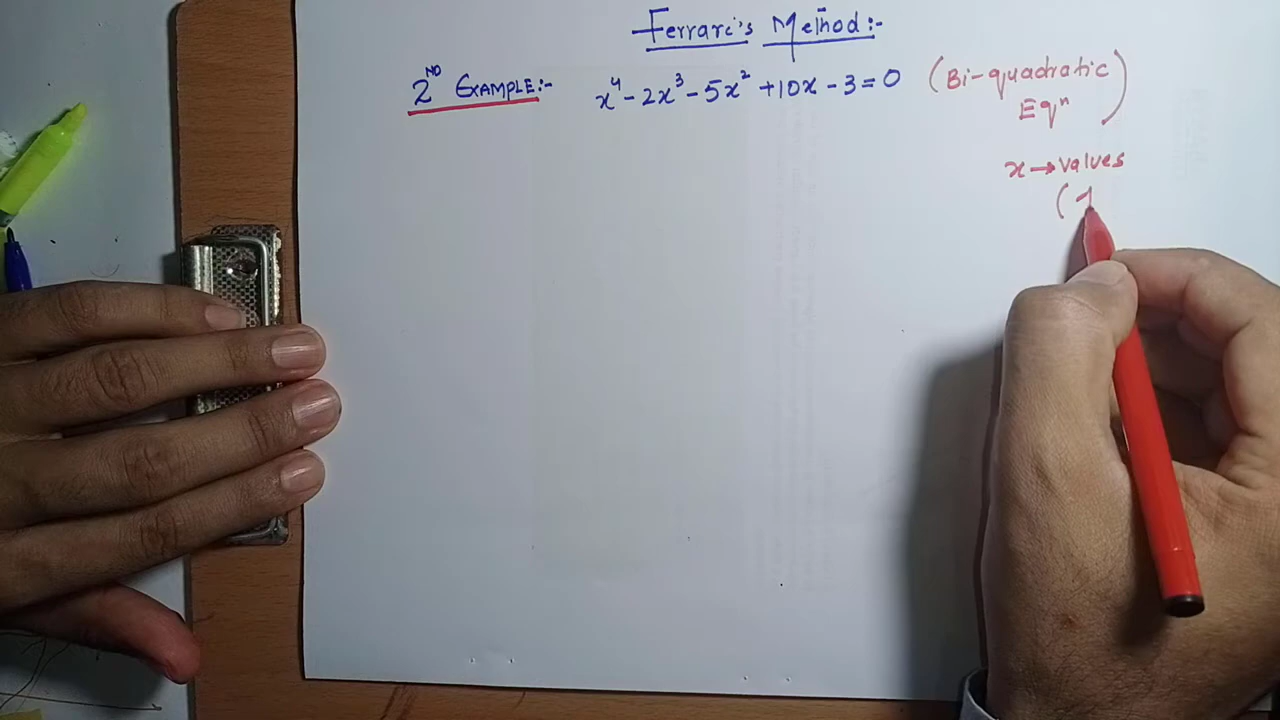 Ferrari's Method:-
2ND EXAMPLE:- x⁴ - 2x³ - 5x² + 10x - 3 = 0 (Bi-quadratic Eqⁿ)
x → values
(